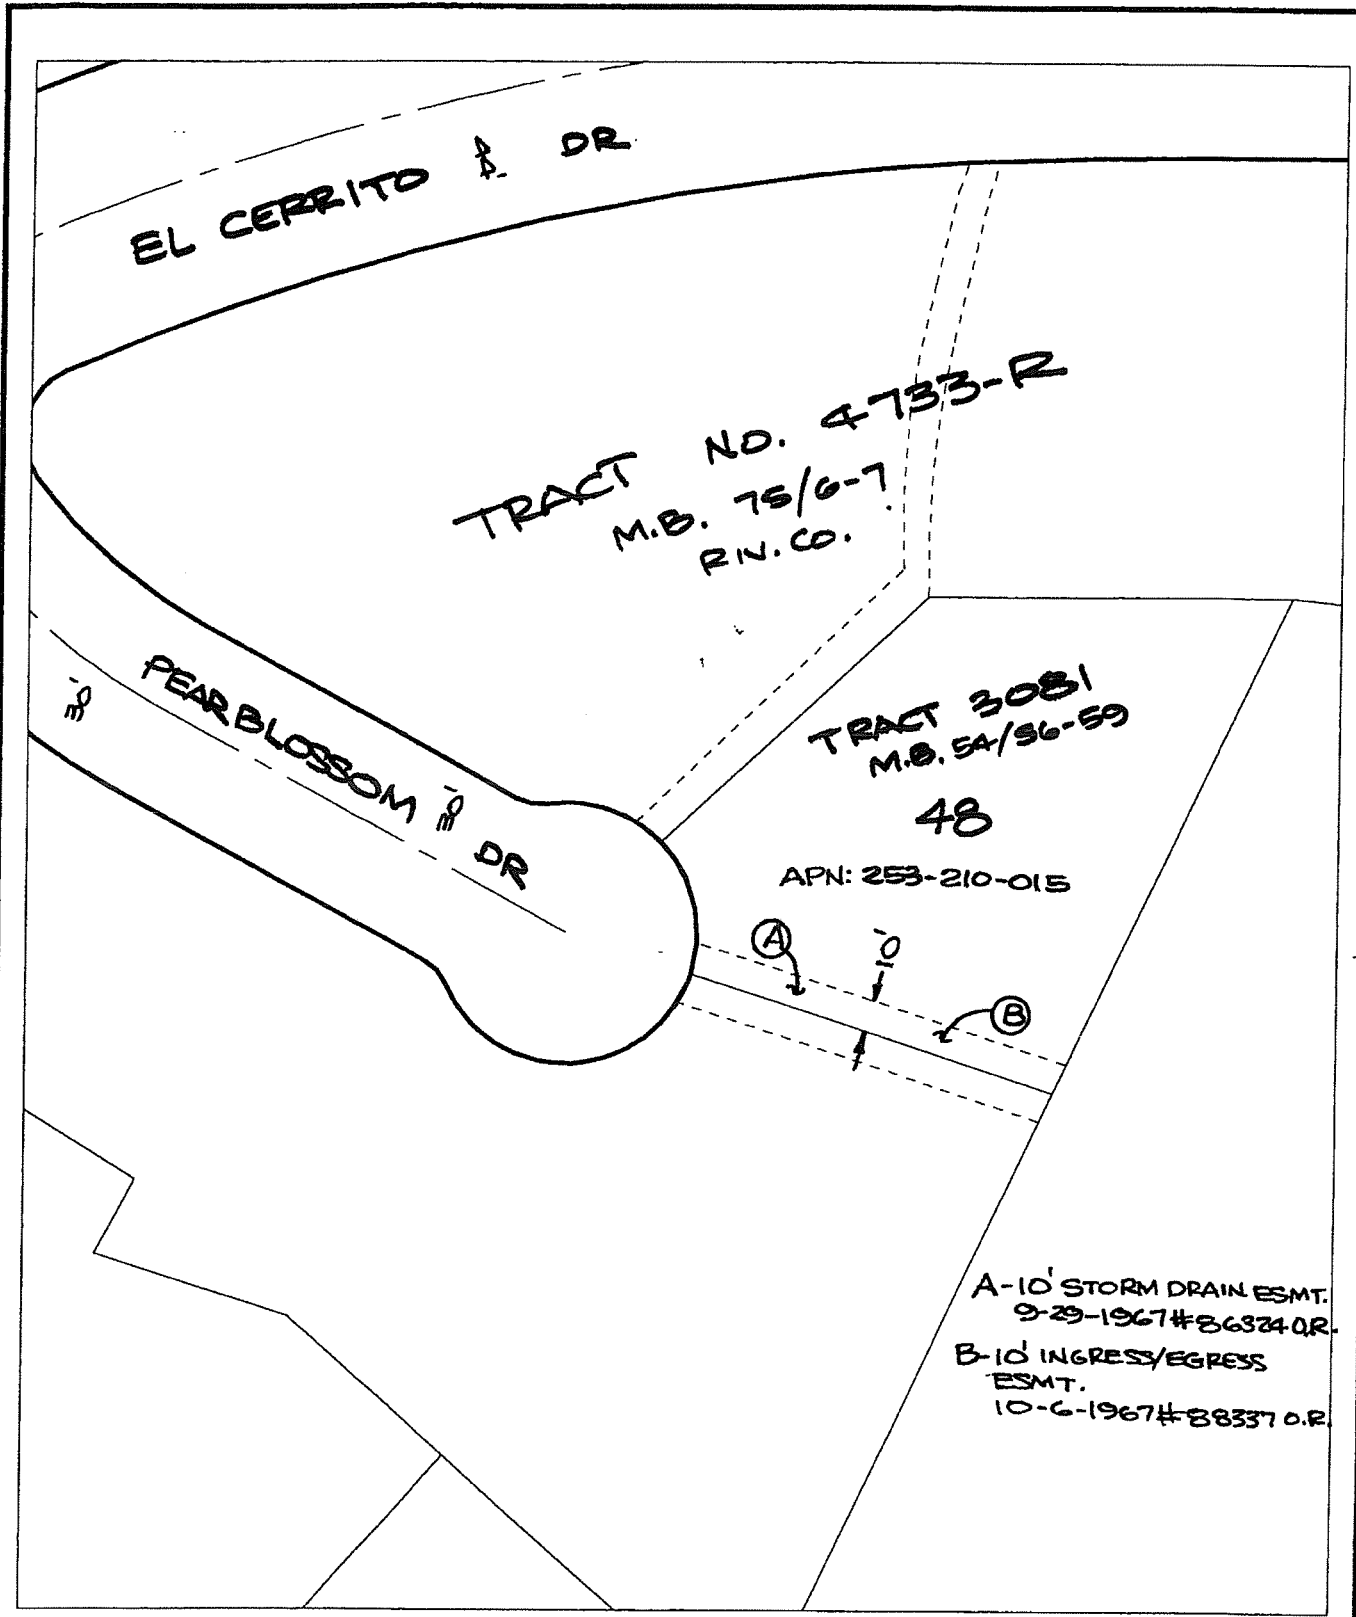 EL CERRITO DR
TRACT NO. 4733-R
M.B. 75/6-7
RIV. CO.
PEAR BLOSSOM DR
TRACT 3081
M.B. 54/56-59
48
APN: 253-210-015
A
10'
B
A-10' STORM DRAIN ESMT.
9-29-1967 #86324 O.R.
B-10' INGRESS/EGRESS
ESMT.
10-6-1967 #88337 O.R.